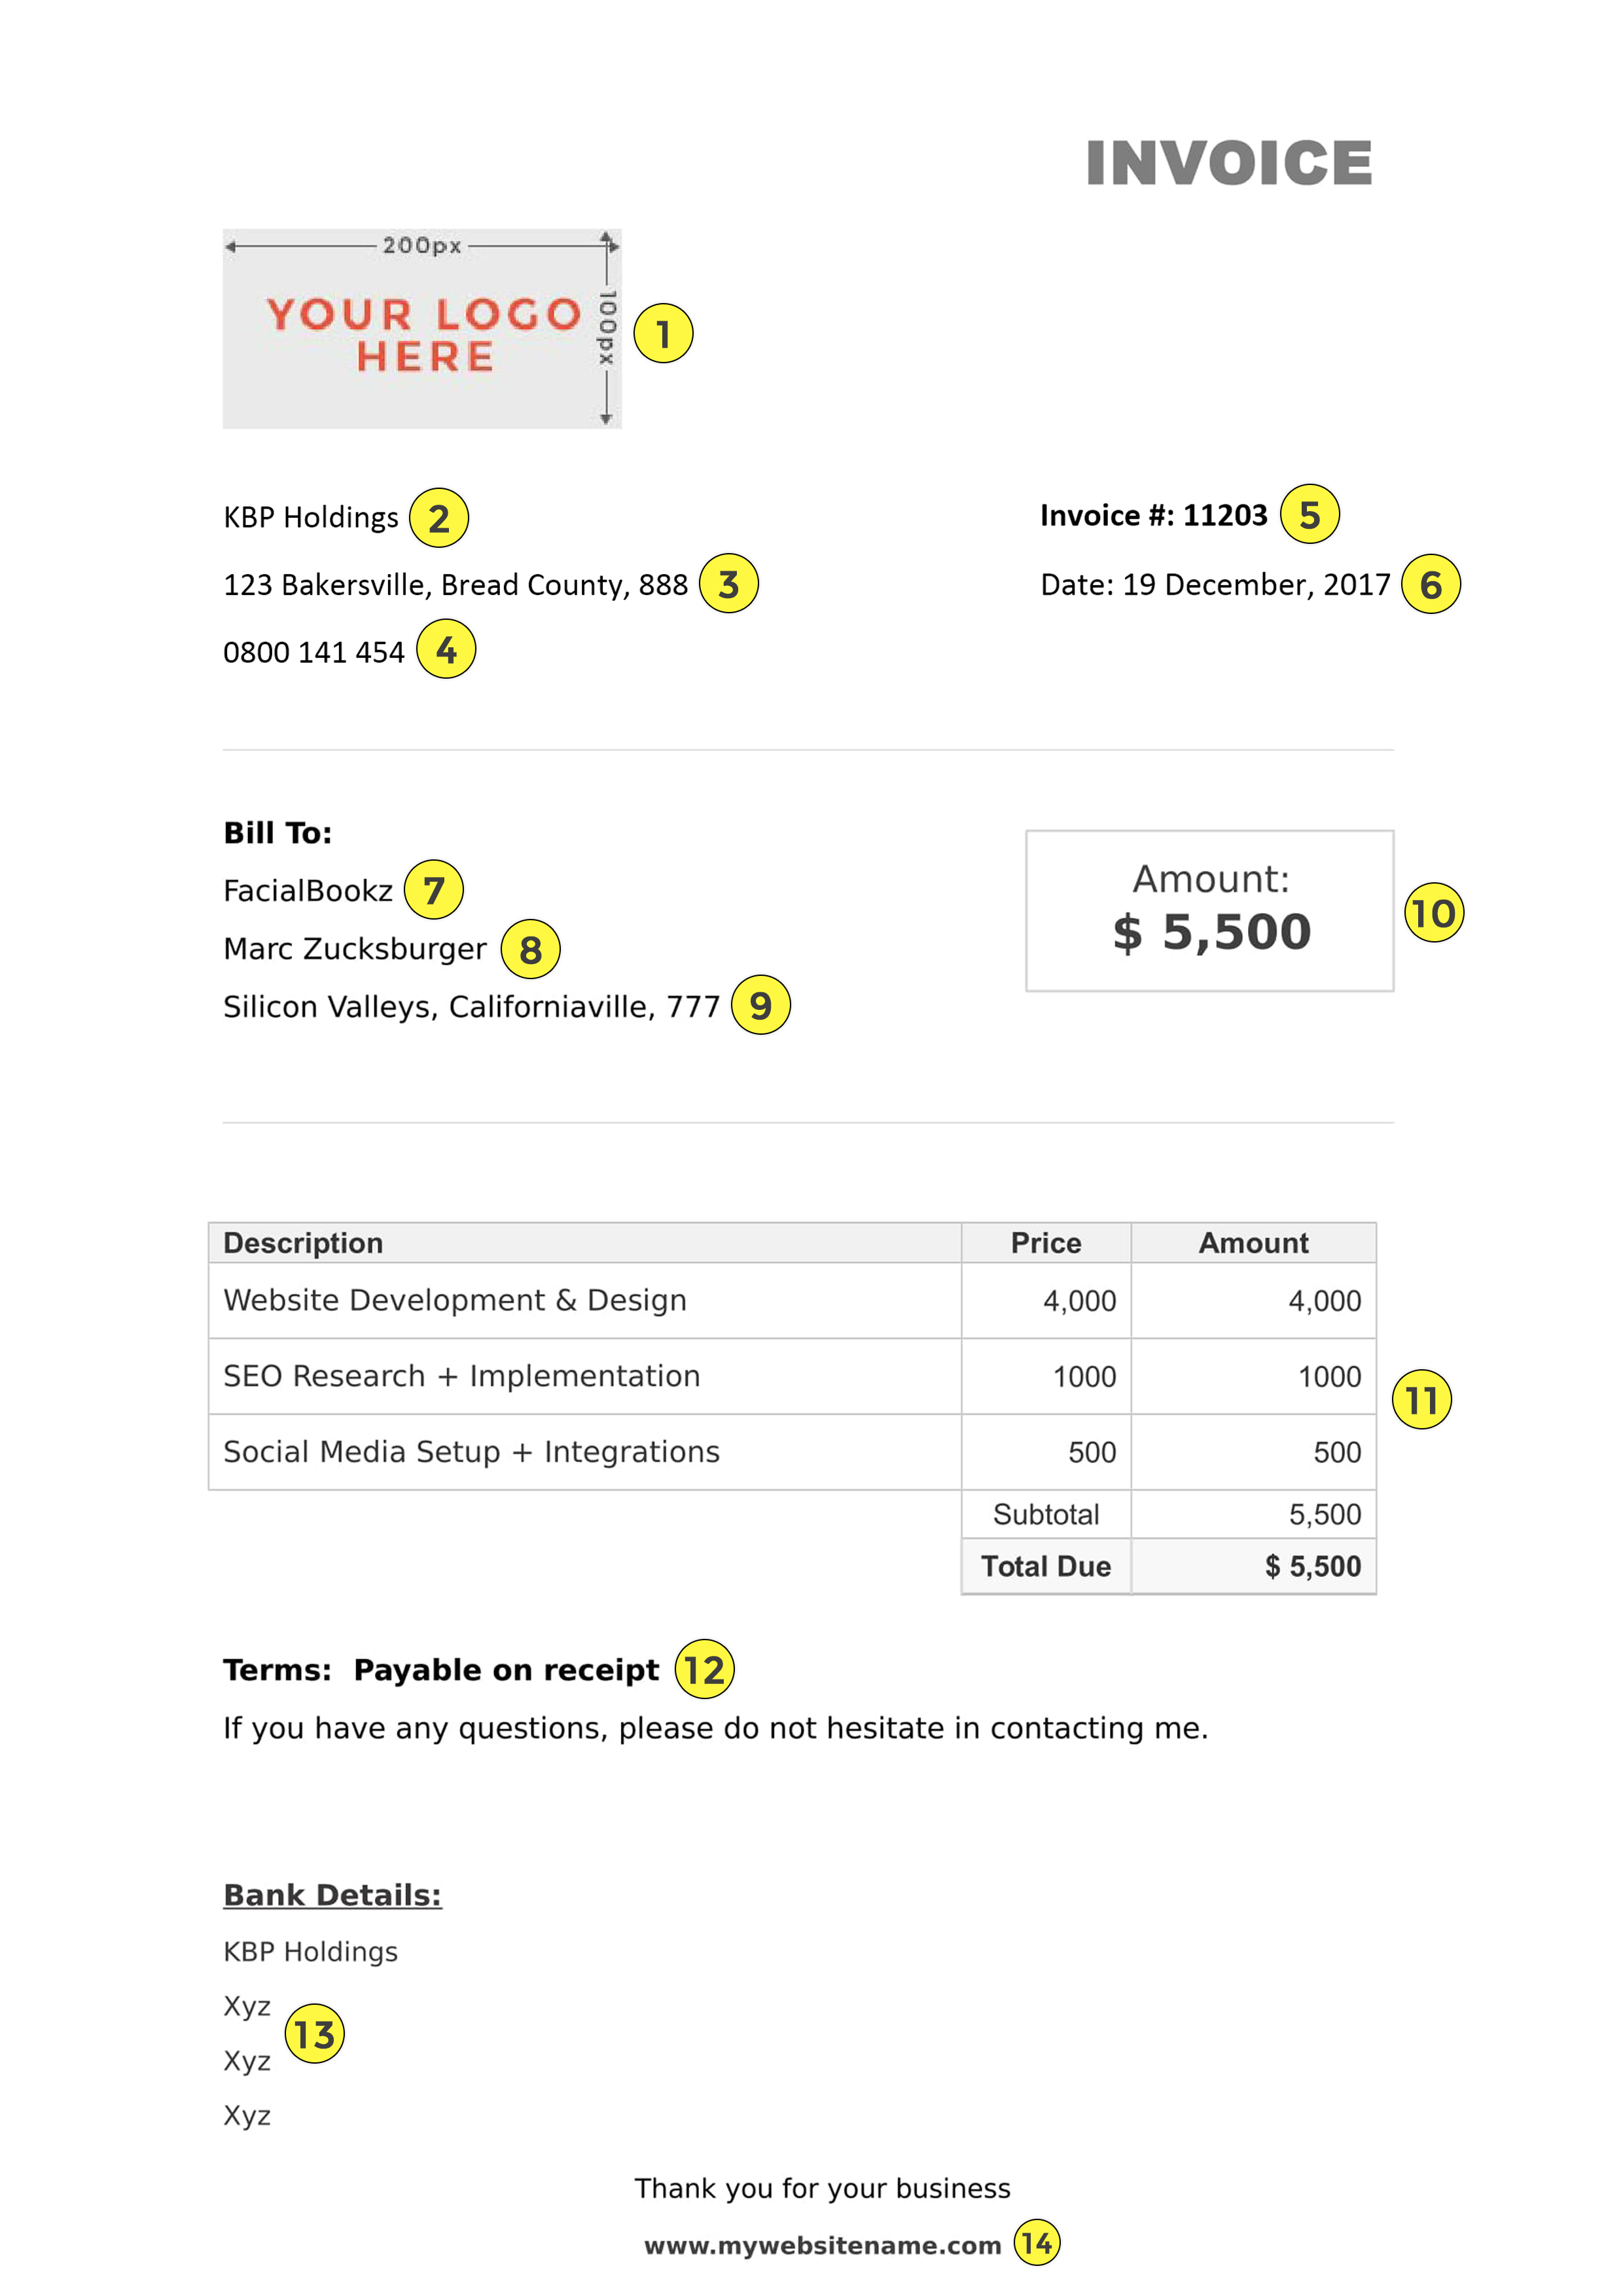 INVOICE
200px
100px
YOUR LOGO
HERE
1
KBP Holdings 2
Invoice #: 11203 5
123 Bakersville, Bread County, 888 3
Date: 19 December, 2017 6
0800 141 454 4
Bill To:
FacialBookz 7
Marc Zucksburger 8
Silicon Valleys, Californiaville, 777 9
Amount:
$ 5,500
10
Description Price Amount
Website Development & Design 4,000 4,000
SEO Research + Implementation 1000 1000
11
Social Media Setup + Integrations 500 500
Subtotal 5,500
Total Due $ 5,500
Terms: Payable on receipt 12
If you have any questions, please do not hesitate in contacting me.
Bank Details:
KBP Holdings
Xyz
13
Xyz
Xyz
Thank you for your business
www.mywebsitename.com 14